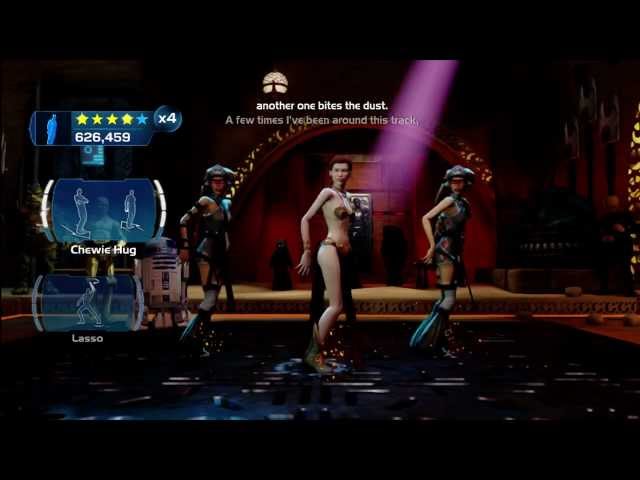 another one bites the dust.
A few times I've been around this track,
x4
626,459
Chewie Hug
Lasso